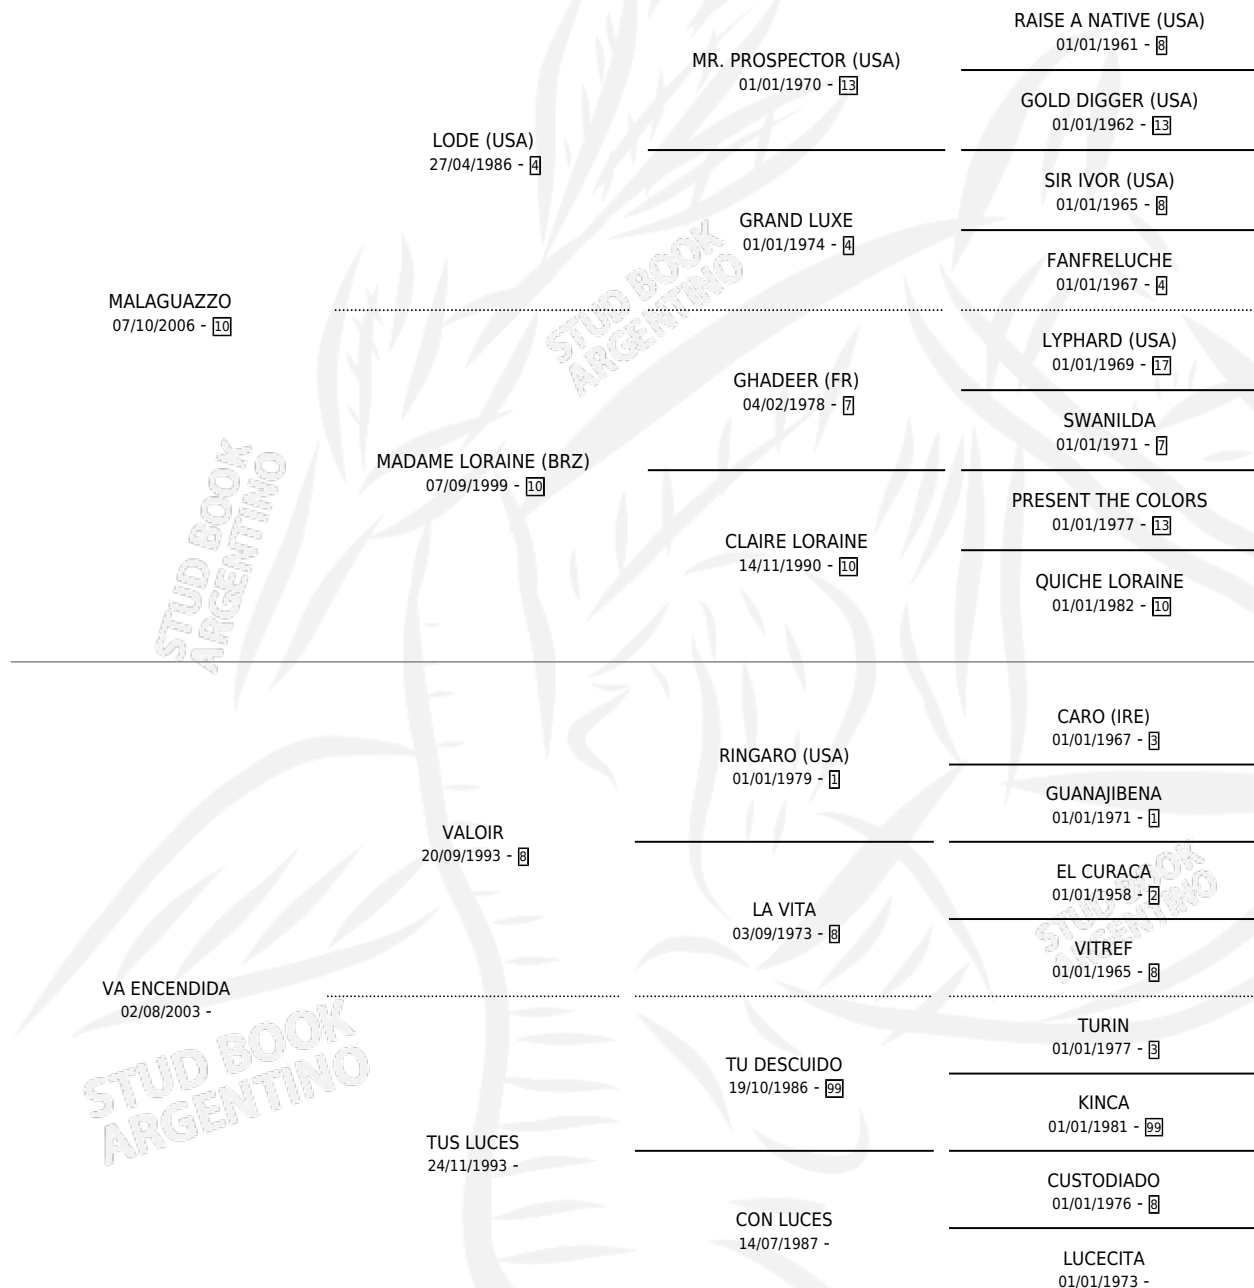 RAISE A NATIVE (USA)
01/01/1961 - 8
MR. PROSPECTOR (USA)
01/01/1970 - 13
GOLD DIGGER (USA)
01/01/1962 - 13
LODE (USA)
27/04/1986 - 4
SIR IVOR (USA)
01/01/1965 - 8
GRAND LUXE
01/01/1974 - 4
FANFRELUCHE
01/01/1967 - 4
MALAGUAZZO
07/10/2006 - 10
LYPHARD (USA)
01/01/1969 - 17
GHADEER (FR)
04/02/1978 - 7
SWANILDA
01/01/1971 - 7
MADAME LORAINE (BRZ)
07/09/1999 - 10
PRESENT THE COLORS
01/01/1977 - 13
CLAIRE LORAINE
14/11/1990 - 10
QUICHE LORAINE
01/01/1982 - 10
CARO (IRE)
01/01/1967 - 3
RINGARO (USA)
01/01/1979 - 1
GUANAJIBENA
01/01/1971 - 1
VALOIR
20/09/1993 - 8
EL CURACA
01/01/1958 - 2
LA VITA
03/09/1973 - 8
VITREF
01/01/1965 - 8
VA ENCENDIDA
02/08/2003 -
TURIN
01/01/1977 - 3
TU DESCUIDO
19/10/1986 - 99
KINCA
01/01/1981 - 99
TUS LUCES
24/11/1993 -
CUSTODIADO
01/01/1976 - 8
CON LUCES
14/07/1987 -
LUCECITA
01/01/1973 -
STUD BOOK
ARGENTINO
STUD BOOK
ARGENTINO
STUD BOOK
ARGENTINO
STUD BOOK
ARGENTINO